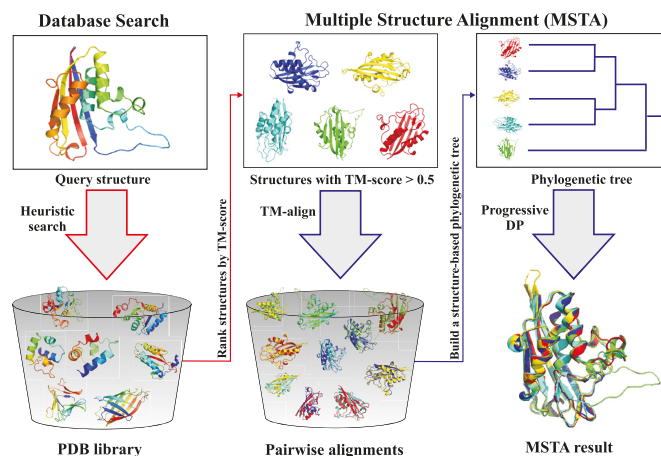 Database Search
Multiple Structure Alignment (MSTA)
Query structure
Structures with TM-score > 0.5
Phylogenetic tree
Heuristic
search
TM-align
Progressive
DP
Rank structures by TM-score
Build a structure-based phylogenetic tree
PDB library
Pairwise alignments
MSTA result